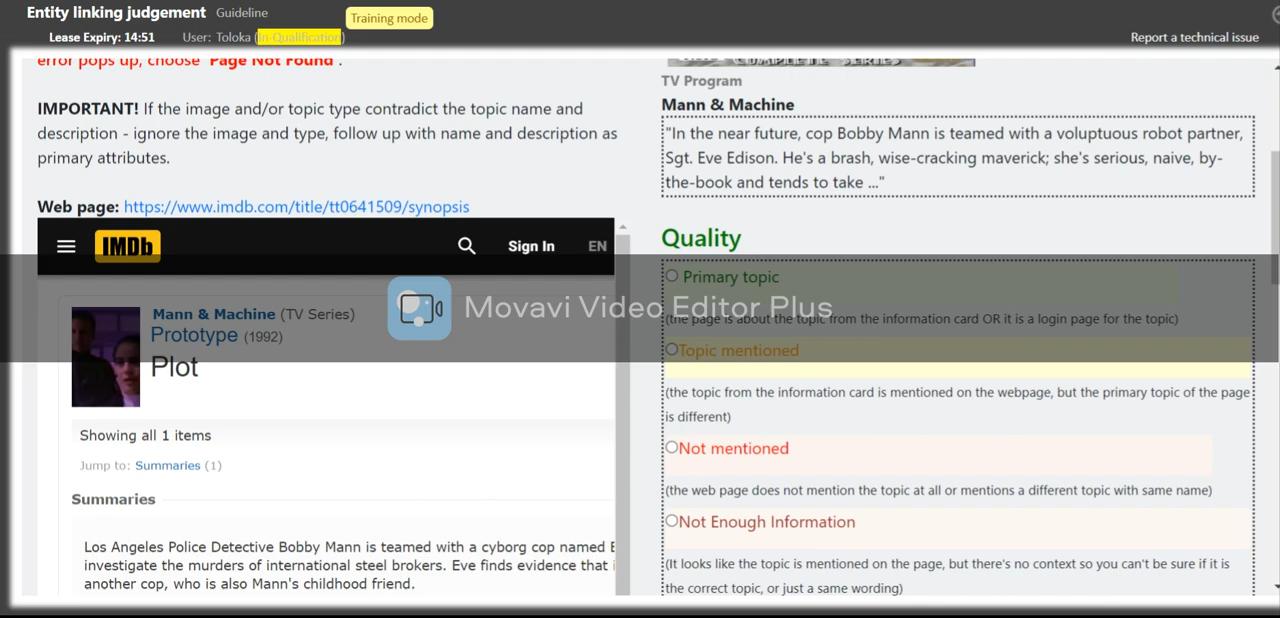 Entity linking judgement Guideline
Training mode
Lease Expiry: 14:51 User: Toloka (In-Qualification)
Report a technical issue
error pops up, choose "Page Not Found".
IMPORTANT! If the image and/or topic type contradict the topic name and
description - ignore the image and type, follow up with name and description as
primary attributes.
Web page: https://www.imdb.com/title/tt0641509/synopsis
IMDb Sign In EN
Mann & Machine (TV Series)
Prototype (1992)
Plot
Showing all 1 items
Jump to: Summaries (1)
Summaries
Los Angeles Police Detective Bobby Mann is teamed with a cyborg cop named
investigate the murders of international steel brokers. Eve finds evidence that
another cop, who is also Mann's childhood friend.
COMPLETE SERIES
TV Program
Mann & Machine
"In the near future, cop Bobby Mann is teamed with a voluptuous robot partner,
Sgt. Eve Edison. He's a brash, wise-cracking maverick; she's serious, naive, by-
the-book and tends to take ..."
Quality
Primary topic
(the page is about the topic from the information card OR it is a login page for the topic)
Topic mentioned
(the topic from the information card is mentioned on the webpage, but the primary topic of the page
is different)
Not mentioned
(the web page does not mention the topic at all or mentions a different topic with same name)
Not Enough Information
(It looks like the topic is mentioned on the page, but there's no context so you can't be sure if it is
the correct topic, or just a same wording)
Movavi Video Editor Plus